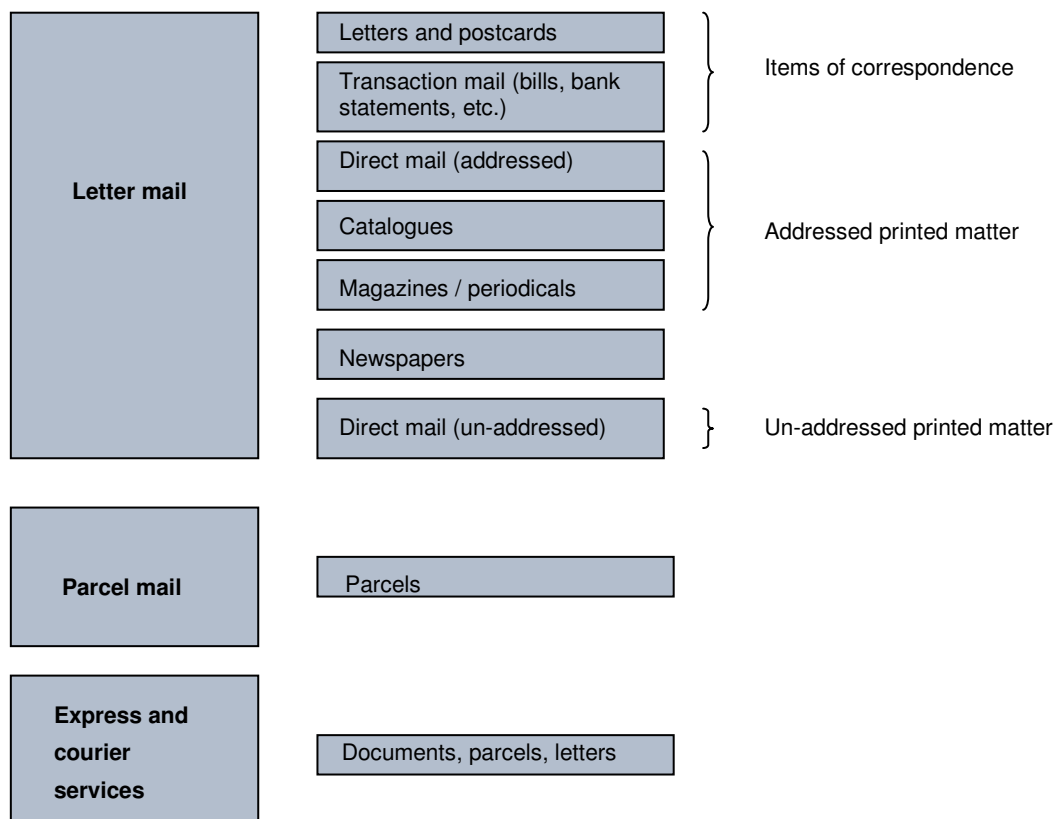 Letter mail
Letters and postcards
Transaction mail (bills, bank
statements, etc.)
Items of correspondence
Direct mail (addressed)
Catalogues
Magazines / periodicals
Addressed printed matter
Newspapers
Direct mail (un-addressed)
Un-addressed printed matter
Parcel mail
Parcels
Express and
courier
services
Documents, parcels, letters